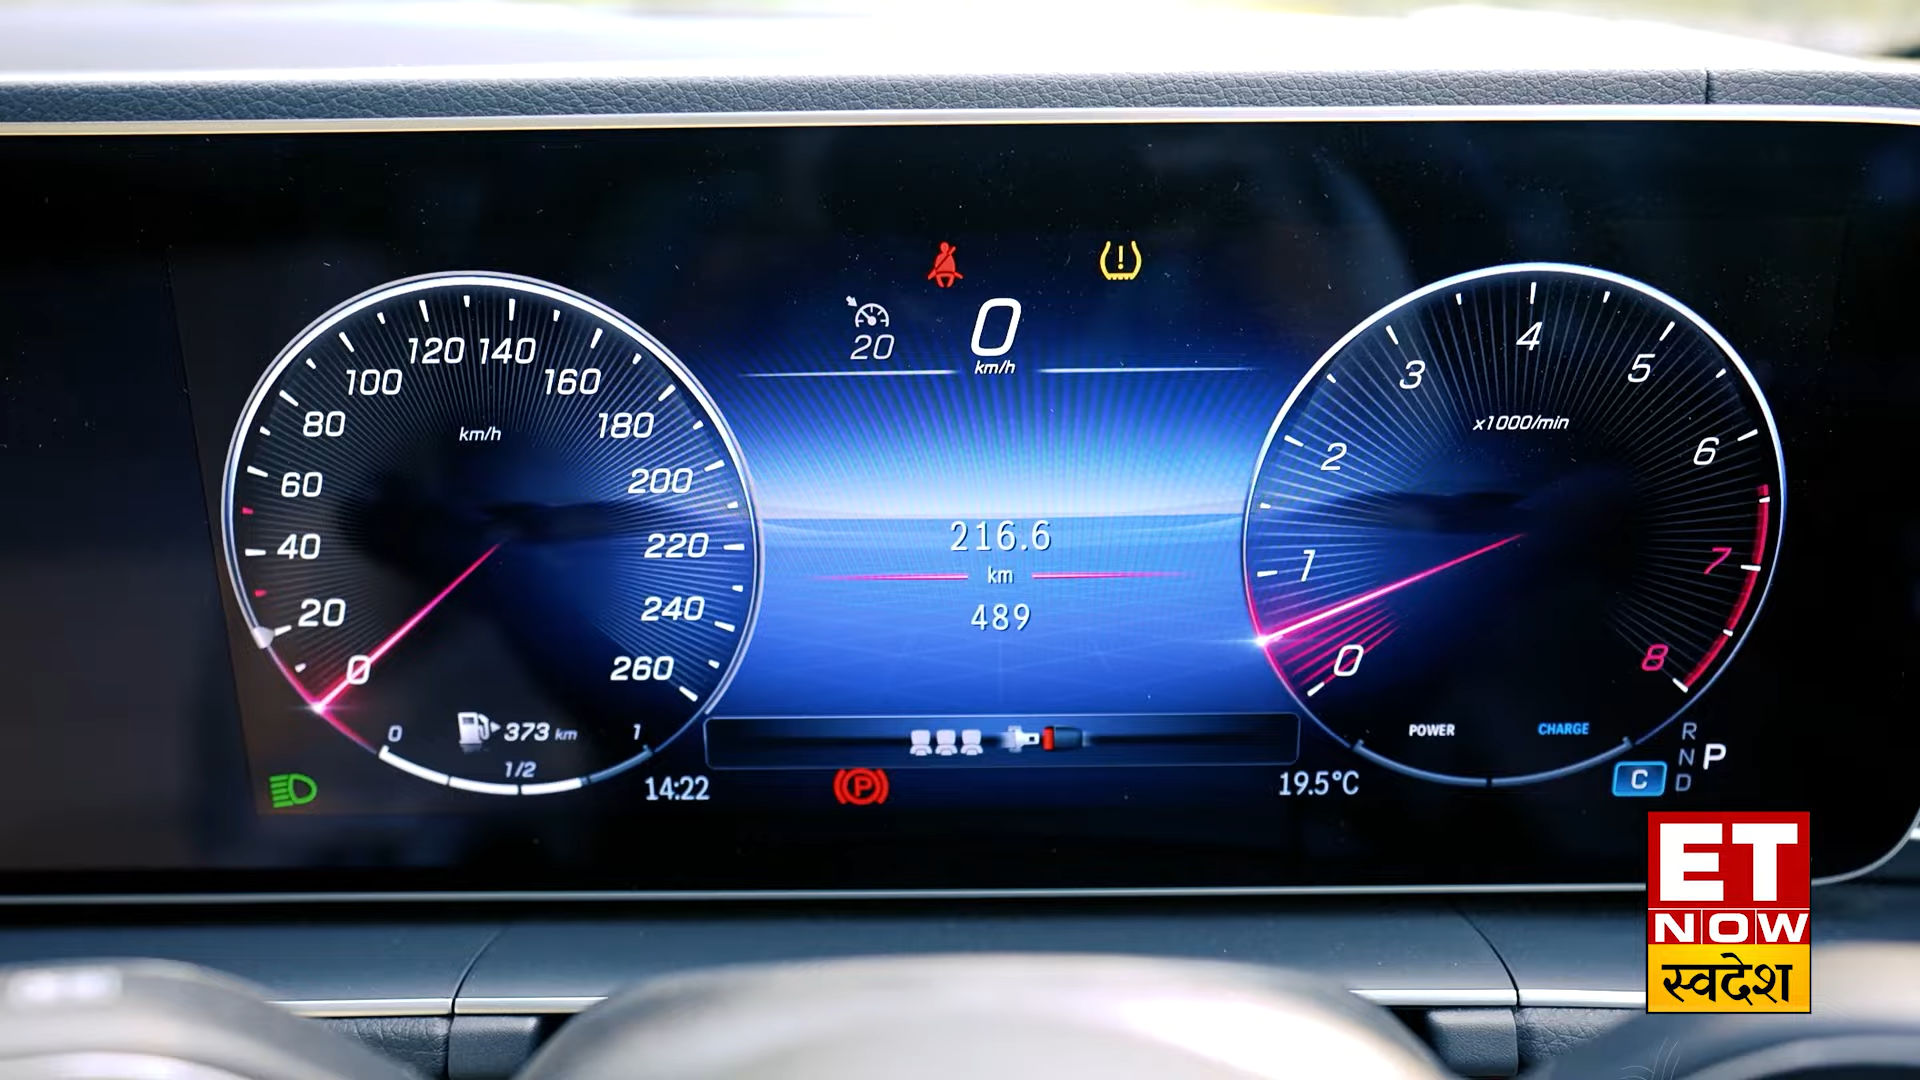 20
0
km/h
0
20
40
60
80
100
120
140
160
180
200
220
240
260
km/h
0
1/2
1
373 km
14:22
216.6
km
489
0
1
2
3
4
5
6
7
8
x1000/min
POWER
CHARGE
19.5°C
R
N
D
P
C
P
ET
NOW
स्वदेश